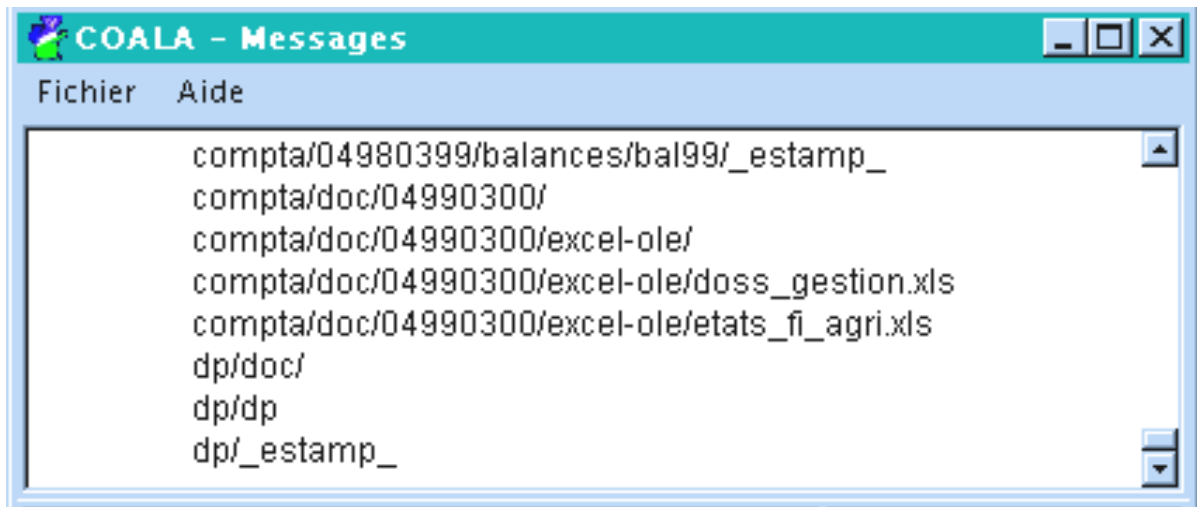 COALA - Messages
Fichier Aide
compta/04980399/balances/bal99/_estamp_
compta/doc/04990300/
compta/doc/04990300/excel-ole/
compta/doc/04990300/excel-ole/doss_gestion.xls
compta/doc/04990300/excel-ole/etats_fi_agri.xls
dp/doc/
dp/dp
dp/_estamp_